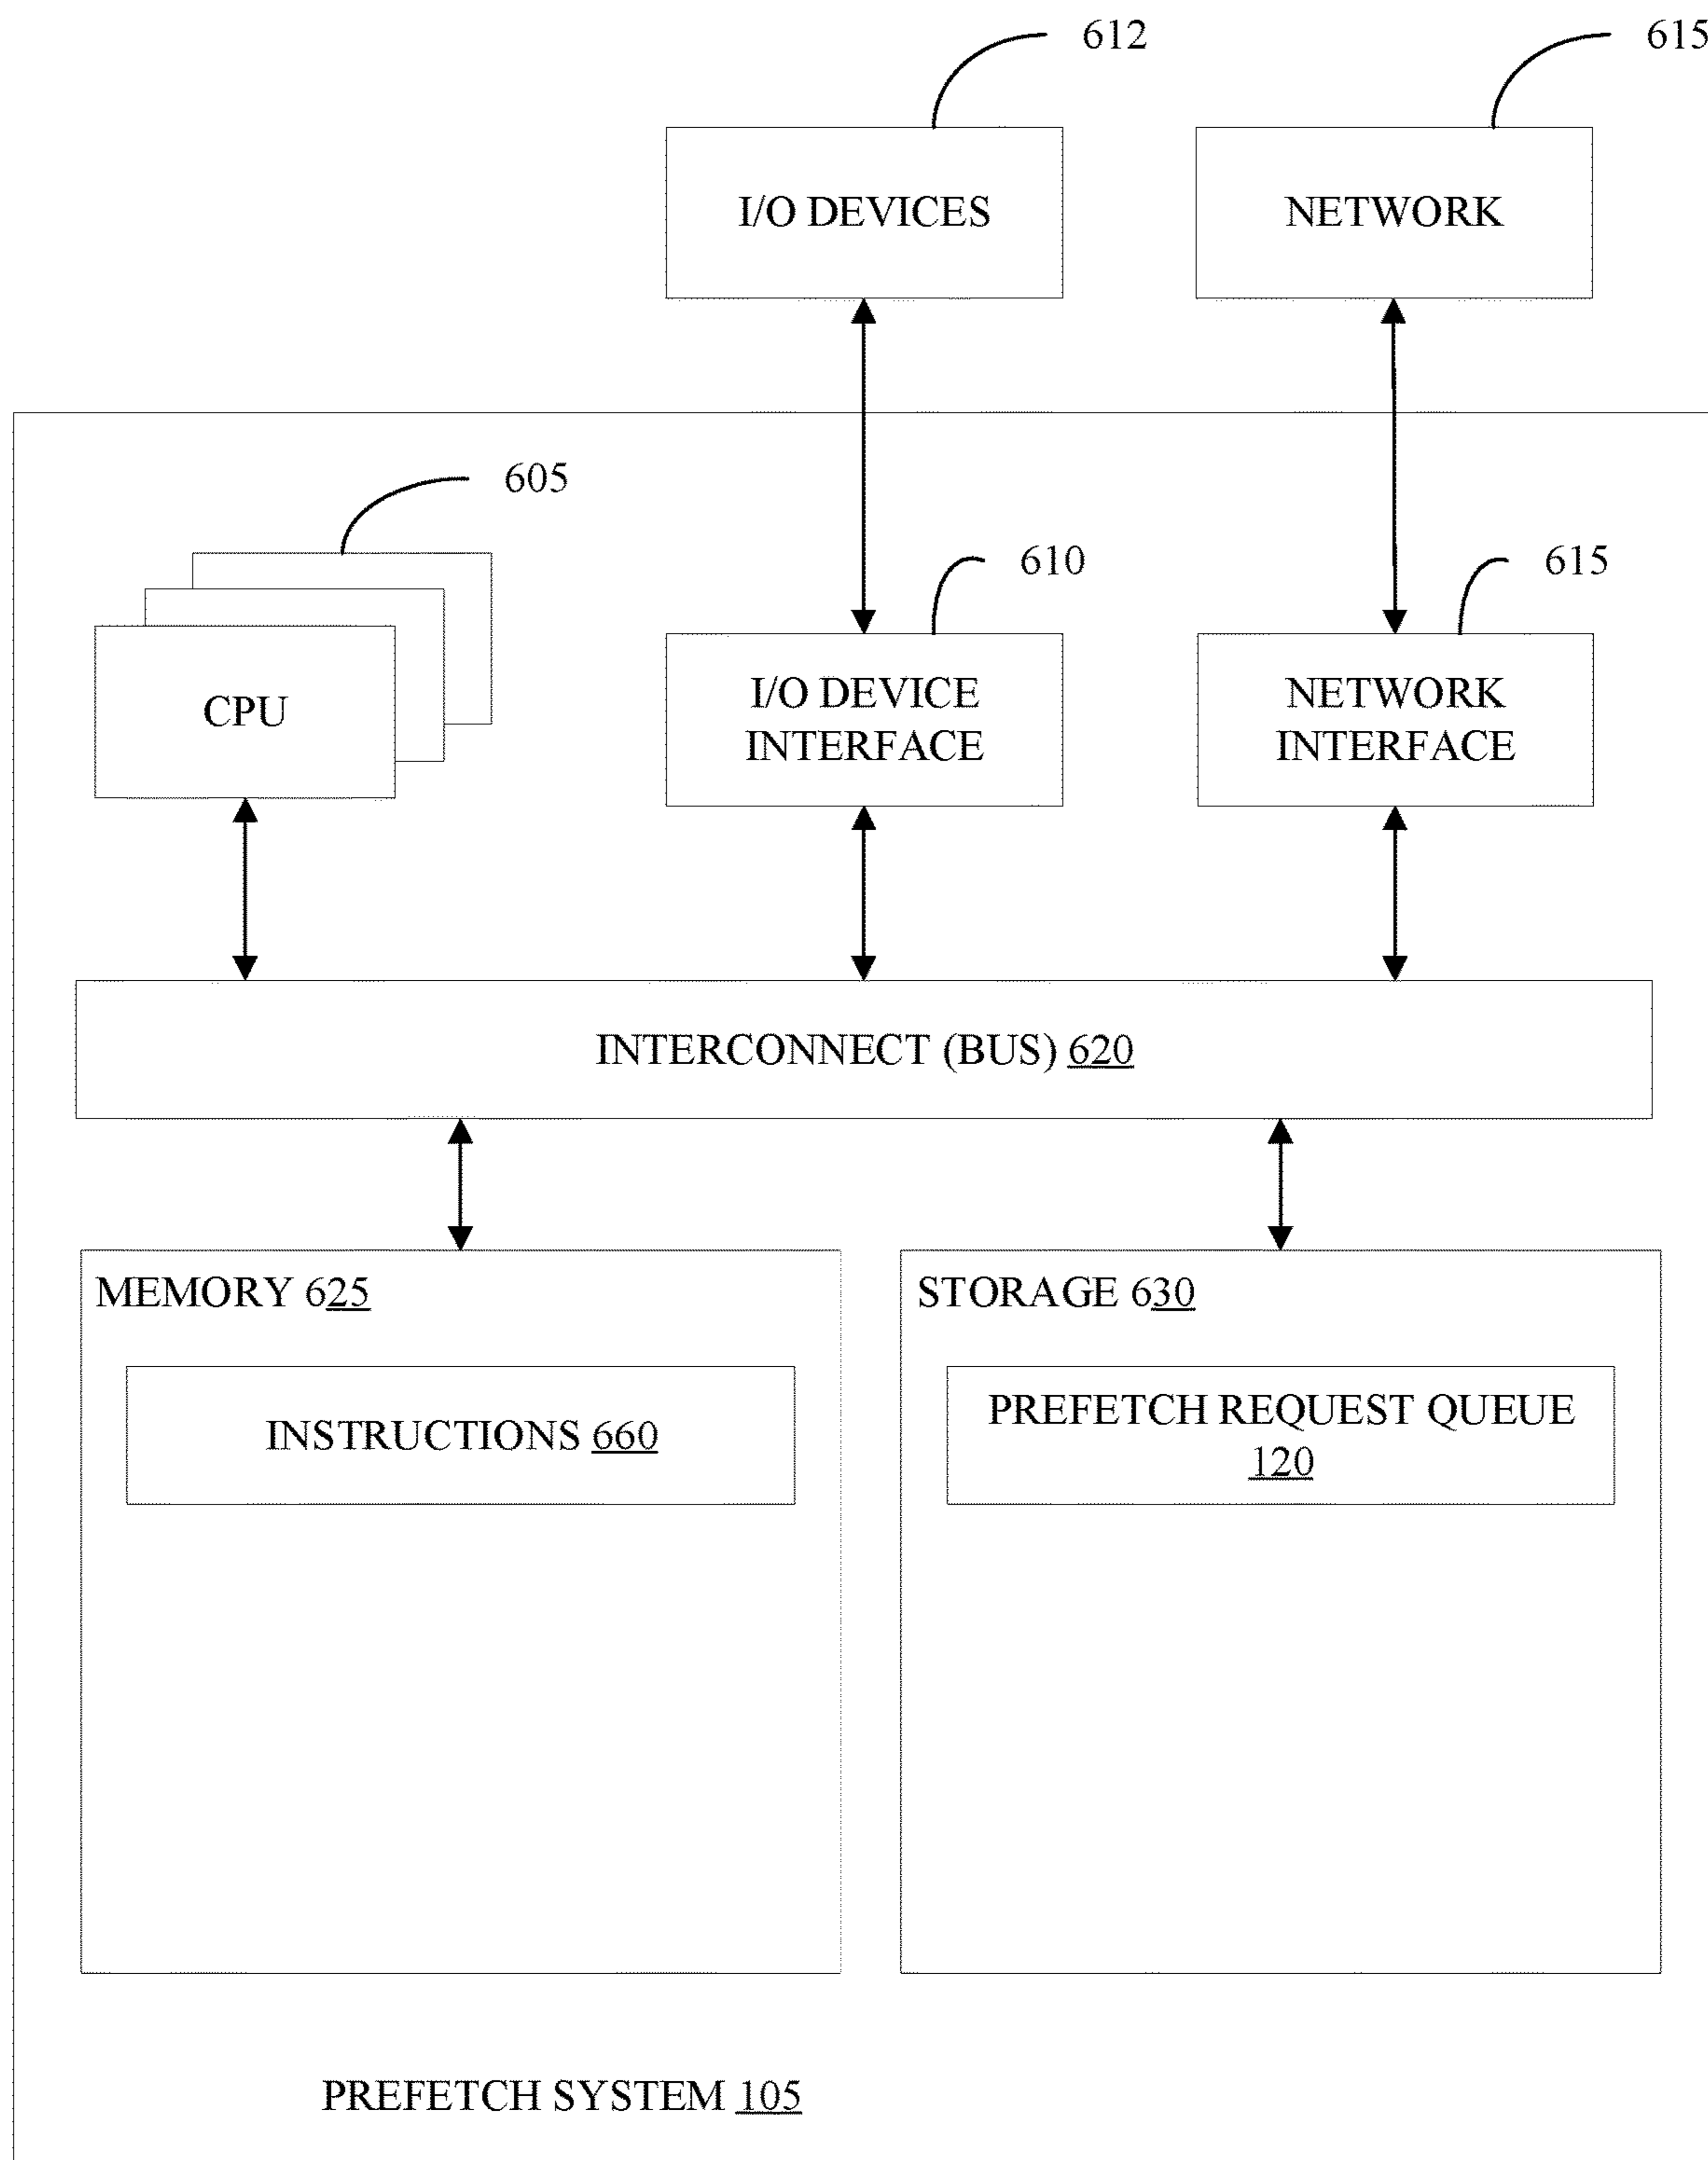 612
615
I/O DEVICES
NETWORK
605
610
615
CPU
I/O DEVICE
INTERFACE
NETWORK
INTERFACE
INTERCONNECT (BUS) 620
MEMORY 625
STORAGE 630
INSTRUCTIONS 660
PREFETCH REQUEST QUEUE
120
PREFETCH SYSTEM 105